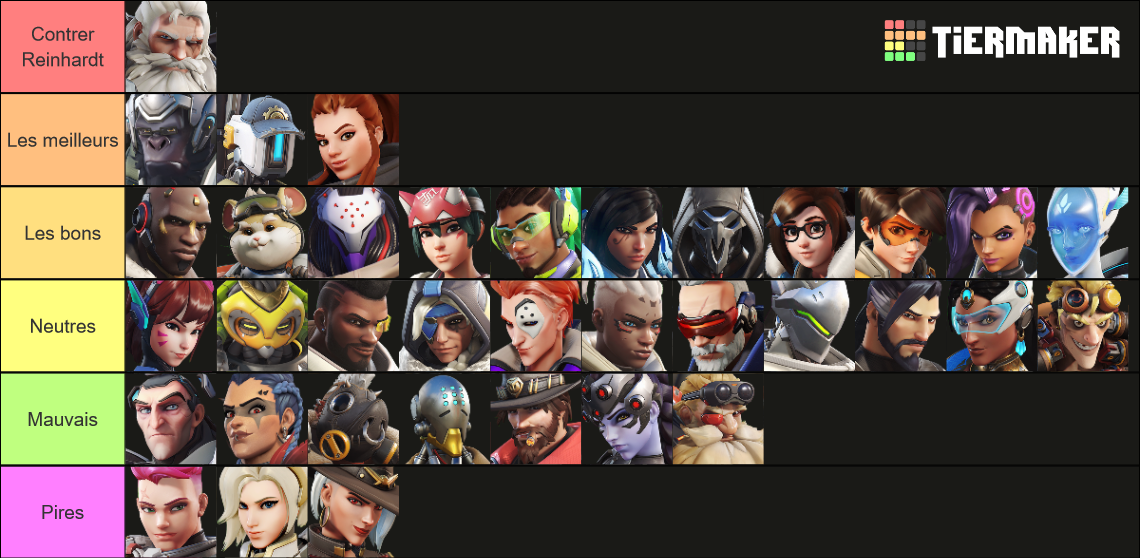 Contrer
Reinhardt
TiERMAKER
Les meilleurs
Les bons
Neutres
Mauvais
Pires